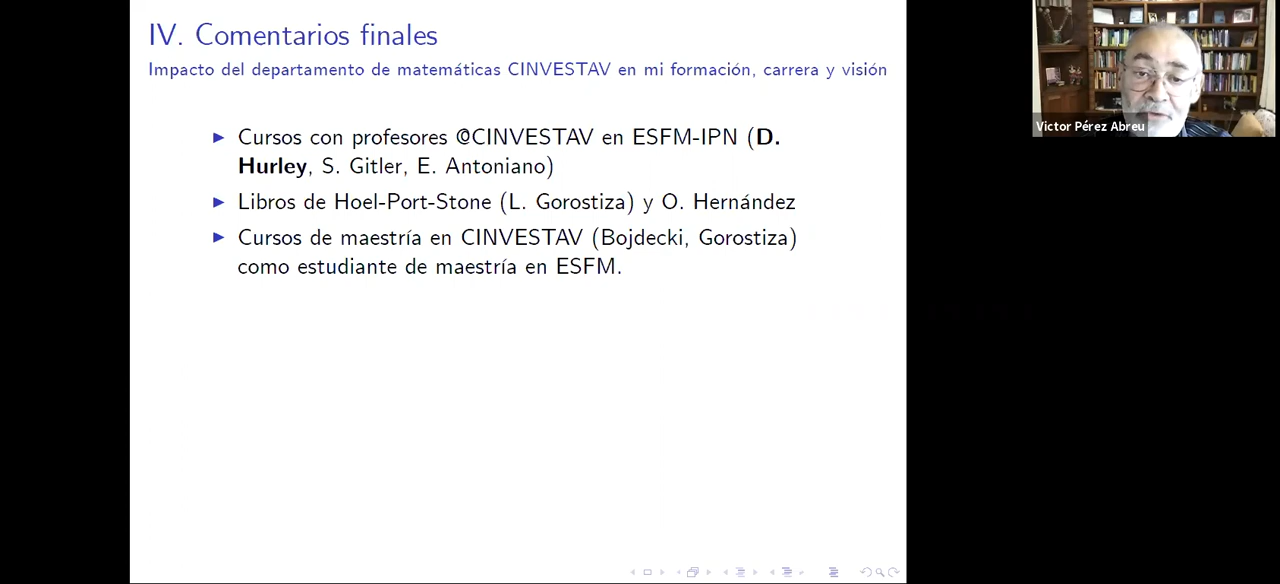 IV. Comentarios finales
Impacto del departamento de matemáticas CINVESTAV en mi formación, carrera y visión
▶ Cursos con profesores @CINVESTAV en ESFM-IPN (D.
Hurley, S. Gitler, E. Antoniano)
▶ Libros de Hoel-Port-Stone (L. Gorostiza) y O. Hernández
▶ Cursos de maestría en CINVESTAV (Bojdecki, Gorostiza)
como estudiante de maestría en ESFM.
Victor Pérez Abreu